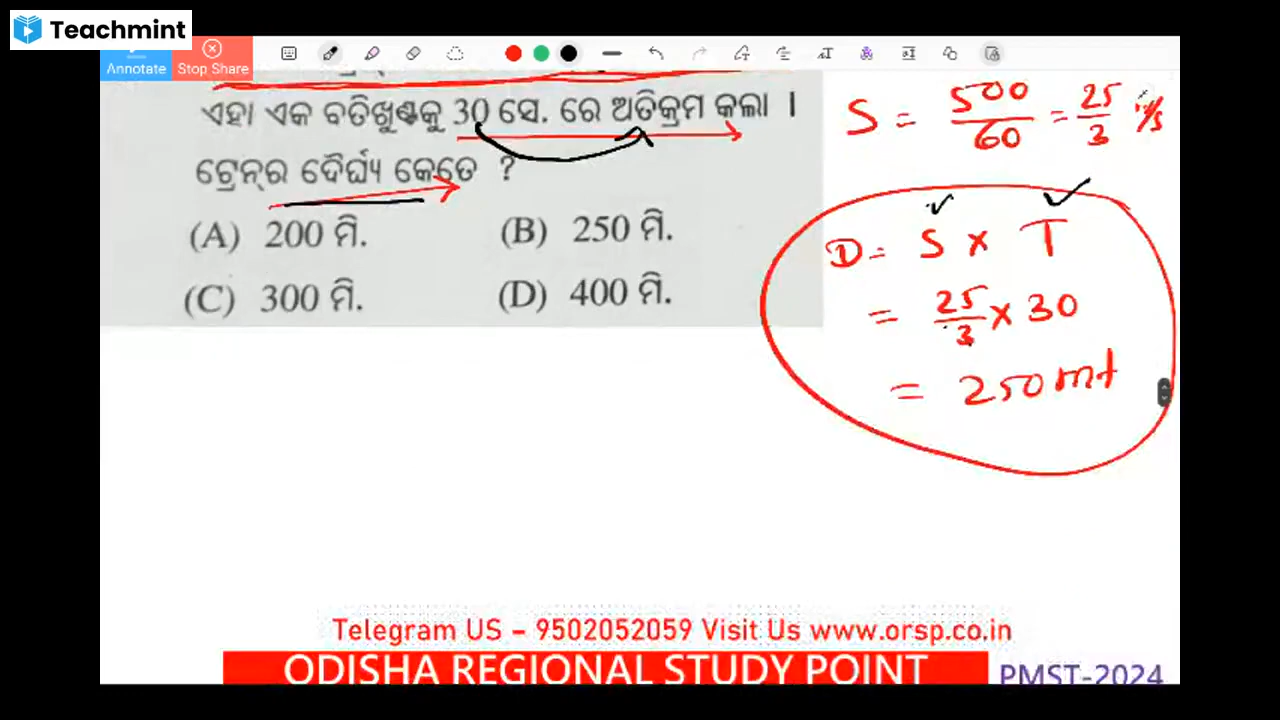 Teachmint
Annotate
Stop Share
ଏହା ଏକ ବତିଖୁଣ୍ଟକୁ 30 ସେ. ରେ ଅତିକ୍ରମ କଲା ।
ଟ୍ରେନ୍‌ର ଦୈର୍ଘ୍ୟ କେତେ ?
(A) 200 ମି. (B) 250 ମି.
(C) 300 ମି. (D) 400 ମି.
S = 500/60 = 25/3 m/s
D = S × T
= 25/3 × 30
= 250 mt
Telegram US – 9502052059 Visit Us www.orsp.co.in
ODISHA REGIONAL STUDY POINT
PMST-2024